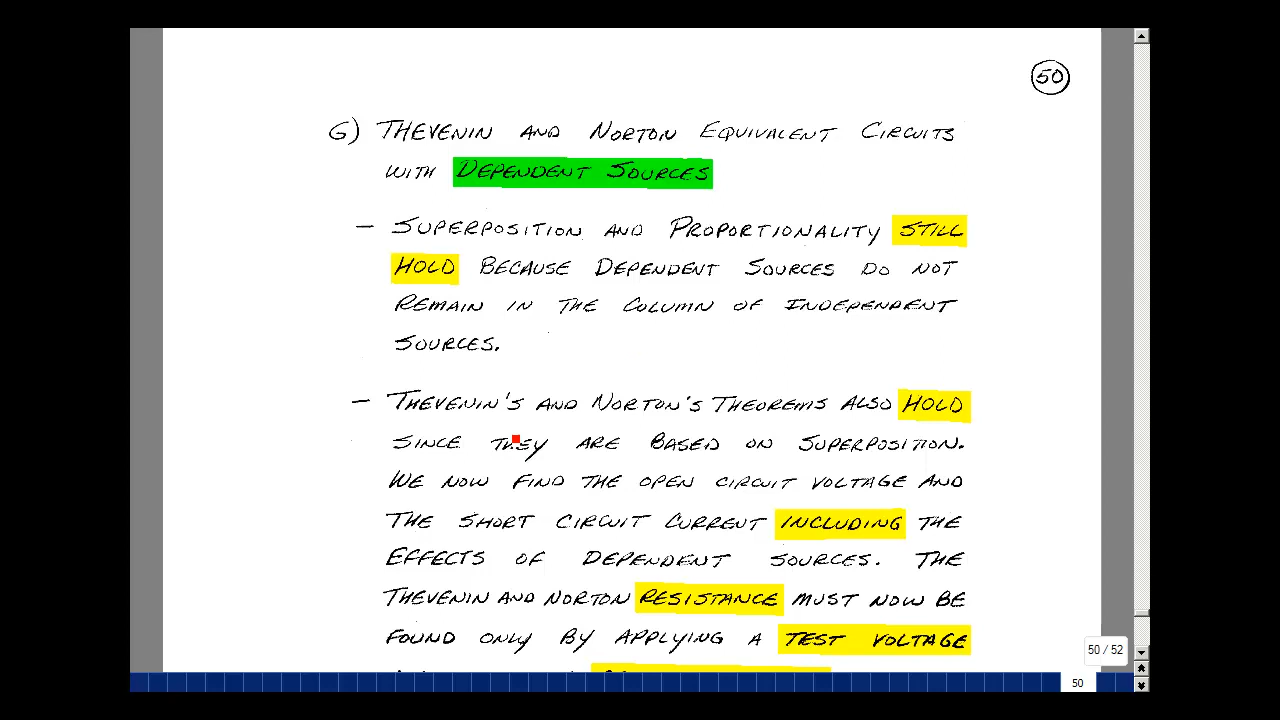 50
G) THEVENIN AND NORTON EQUIVALENT CIRCUITS
WITH DEPENDENT SOURCES
- SUPERPOSITION AND PROPORTIONALITY STILL
HOLD BECAUSE DEPENDENT SOURCES DO NOT
REMAIN IN THE COLUMN OF INDEPENDENT
SOURCES.
- THEVENIN'S AND NORTON'S THEOREMS ALSO HOLD
SINCE THEY ARE BASED ON SUPERPOSITION.
WE NOW FIND THE OPEN CIRCUIT VOLTAGE AND
THE SHORT CIRCUIT CURRENT INCLUDING THE
EFFECTS OF DEPENDENT SOURCES. THE
THEVENIN AND NORTON RESISTANCE MUST NOW BE
FOUND ONLY BY APPLYING A TEST VOLTAGE
50 / 52
50